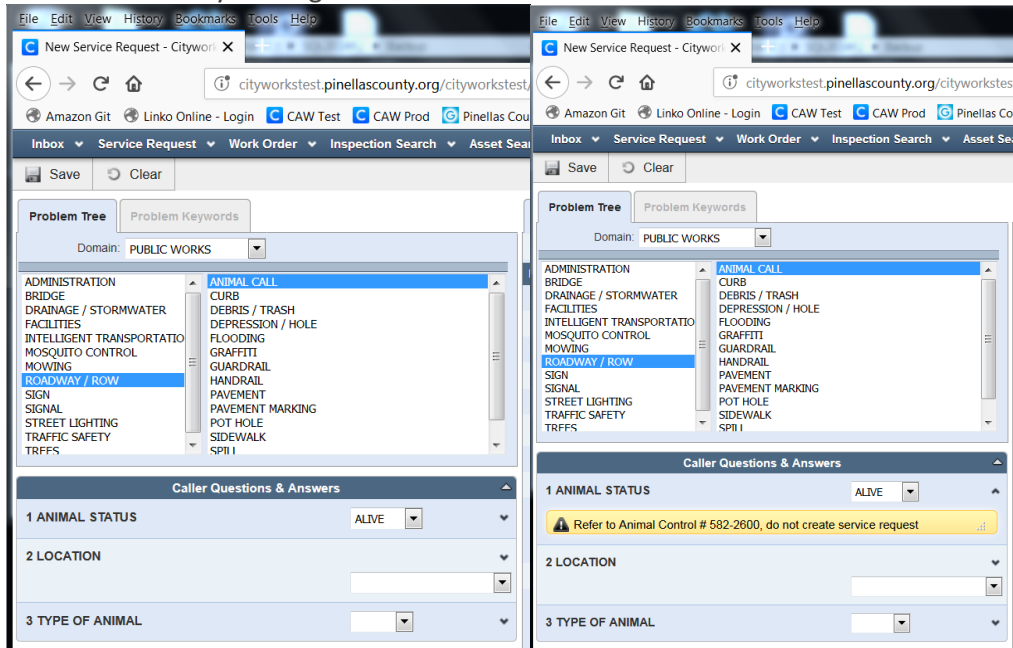 File Edit View History Bookmarks Tools Help
New Service Request - Citywork
cityworkstest.pinellascounty.org/cityworkstest/
Amazon Git Linko Online - Login CAW Test CAW Prod Pinellas Cou
Inbox Service Request Work Order Inspection Search Asset Sear
Save Clear
Problem Tree Problem Keywords
Domain: PUBLIC WORKS
ADMINISTRATION
BRIDGE
DRAINAGE / STORMWATER
FACILITIES
INTELLIGENT TRANSPORTATIO
MOSQUITO CONTROL
MOWING
ROADWAY / ROW
SIGN
SIGNAL
STREET LIGHTING
TRAFFIC SAFETY
TREES
ANIMAL CALL
CURB
DEBRIS / TRASH
DEPRESSION / HOLE
FLOODING
GRAFFITI
GUARDRAIL
HANDRAIL
PAVEMENT
PAVEMENT MARKING
POT HOLE
SIDEWALK
SPILL
Caller Questions & Answers
1 ANIMAL STATUS ALIVE
2 LOCATION
3 TYPE OF ANIMAL
File Edit View History Bookmarks Tools Help
New Service Request - Citywork
cityworkstest.pinellascounty.org/cityworkstes
Amazon Git Linko Online - Login CAW Test CAW Prod Pinellas Co
Inbox Service Request Work Order Inspection Search Asset Se
Save Clear
Problem Tree Problem Keywords
Domain: PUBLIC WORKS
ADMINISTRATION
BRIDGE
DRAINAGE / STORMWATER
FACILITIES
INTELLIGENT TRANSPORTATIO
MOSQUITO CONTROL
MOWING
ROADWAY / ROW
SIGN
SIGNAL
STREET LIGHTING
TRAFFIC SAFETY
TREES
ANIMAL CALL
CURB
DEBRIS / TRASH
DEPRESSION / HOLE
FLOODING
GRAFFITI
GUARDRAIL
HANDRAIL
PAVEMENT
PAVEMENT MARKING
POT HOLE
SIDEWALK
SPILL
Caller Questions & Answers
1 ANIMAL STATUS ALIVE
Refer to Animal Control # 582-2600, do not create service request
2 LOCATION
3 TYPE OF ANIMAL